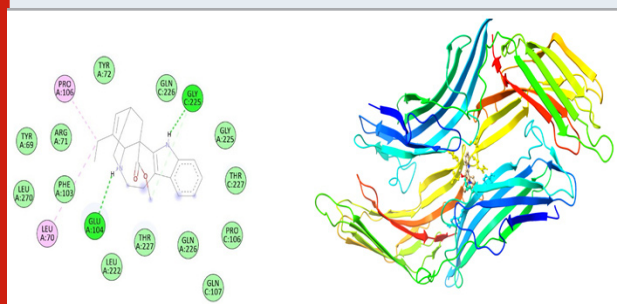 TYR
A:72
PRO
A:106
GLN
C:226
GLY
C:225
H
TYR
A:69
ARG
A:71
GLY
A:225
H
O
O
THR
C:227
LEU
A:270
PHE
A:103
LEU
A:70
GLU
A:104
THR
A:227
GLN
A:226
PRO
C:106
LEU
A:222
GLN
C:107